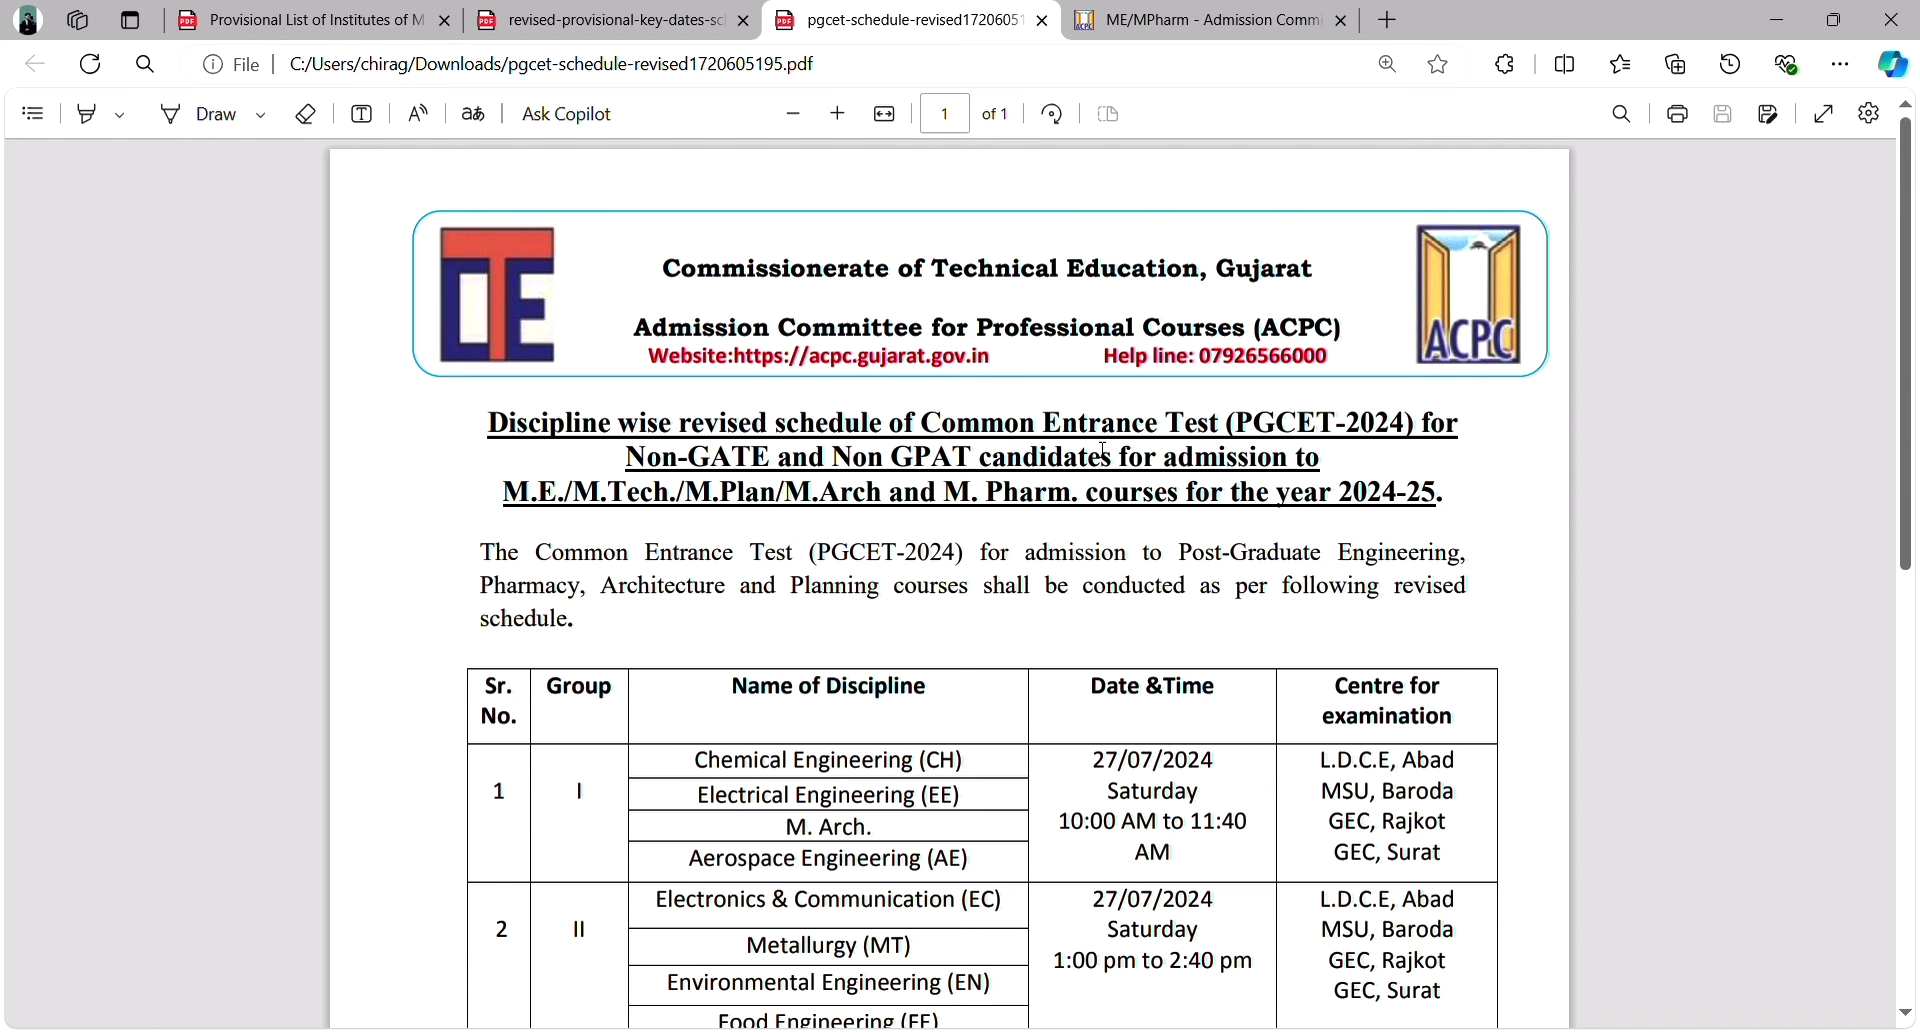 Provisional List of Institutes of M
revised-provisional-key-dates-sch
pgcet-schedule-revised17206051
ME/MPharm - Admission Commi
File
C:/Users/chirag/Downloads/pgcet-schedule-revised1720605195.pdf
Draw
Ask Copilot
1 of 1
Commissionerate of Technical Education, Gujarat
Admission Committee for Professional Courses (ACPC)
Website:https://acpc.gujarat.gov.in Help line: 07926566000
ACPC
Discipline wise revised schedule of Common Entrance Test (PGCET-2024) for
Non-GATE and Non GPAT candidates for admission to
M.E./M.Tech./M.Plan/M.Arch and M. Pharm. courses for the year 2024-25.
The Common Entrance Test (PGCET-2024) for admission to Post-Graduate Engineering,
Pharmacy, Architecture and Planning courses shall be conducted as per following revised
schedule.
Sr. No.
Group
Name of Discipline
Date &Time
Centre for examination
1
I
Chemical Engineering (CH)
Electrical Engineering (EE)
M. Arch.
Aerospace Engineering (AE)
27/07/2024
Saturday
10:00 AM to 11:40
AM
L.D.C.E, Abad
MSU, Baroda
GEC, Rajkot
GEC, Surat
2
II
Electronics & Communication (EC)
Metallurgy (MT)
Environmental Engineering (EN)
Food Engineering (FE)
27/07/2024
Saturday
1:00 pm to 2:40 pm
L.D.C.E, Abad
MSU, Baroda
GEC, Rajkot
GEC, Surat